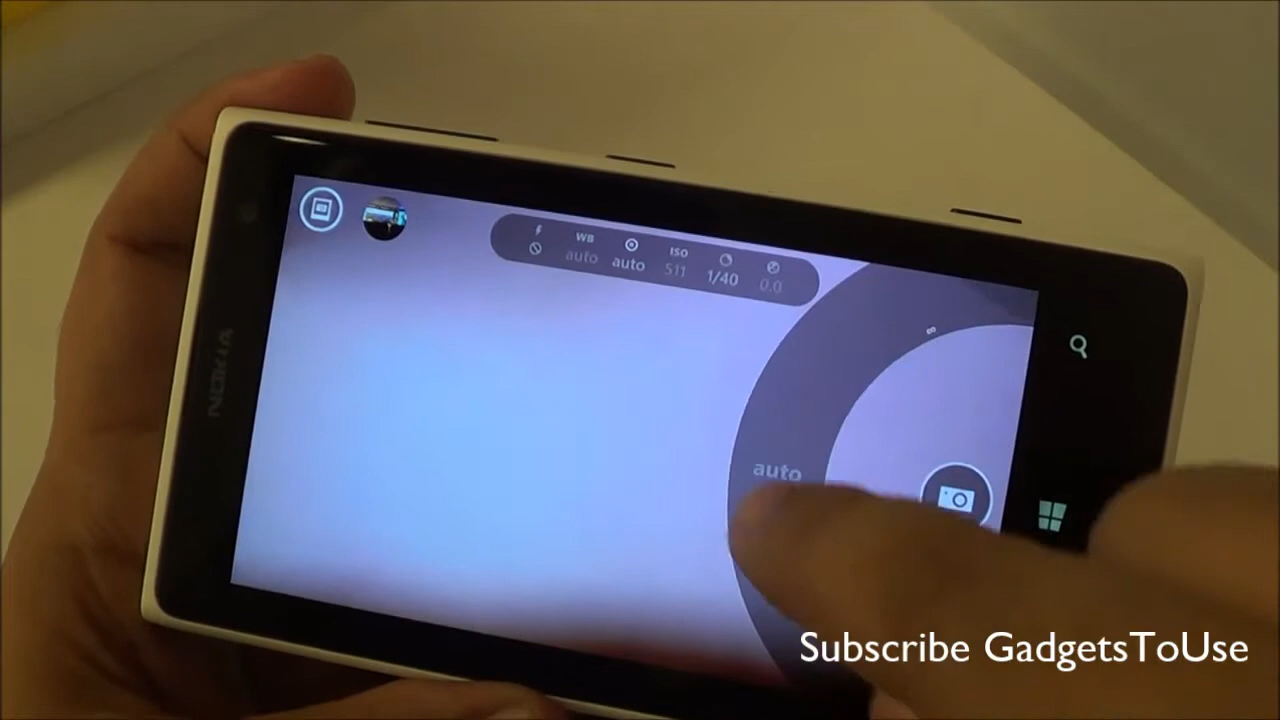 WB ISO
auto auto 511 1/40 0.0
∞
auto
NOKIA
Subscribe GadgetsToUse